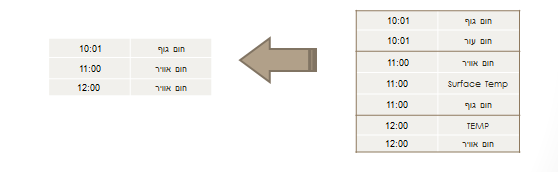 חום גוף 10:01
חום אוויר 11:00
חום אוויר 12:00
חום גוף 10:01
חום עור 10:01
חום אוויר 11:00
Surface Temp 11:00
חום גוף 11:00
TEMP 12:00
חום אוויר 12:00